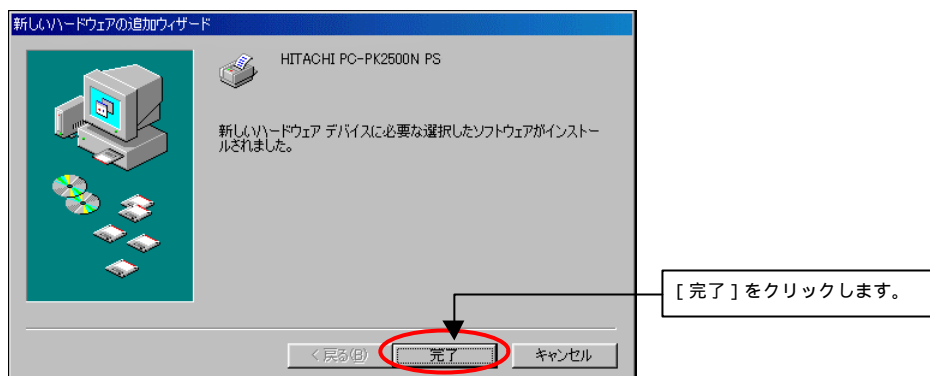 新しいハードウェアの追加ウィザード
HITACHI PC-PK2500N PS
新しいハードウェア デバイスに必要な選択したソフトウェアがインストー
ルされました。
[完了]をクリックします。
< 戻る(B)
完了
キャンセル